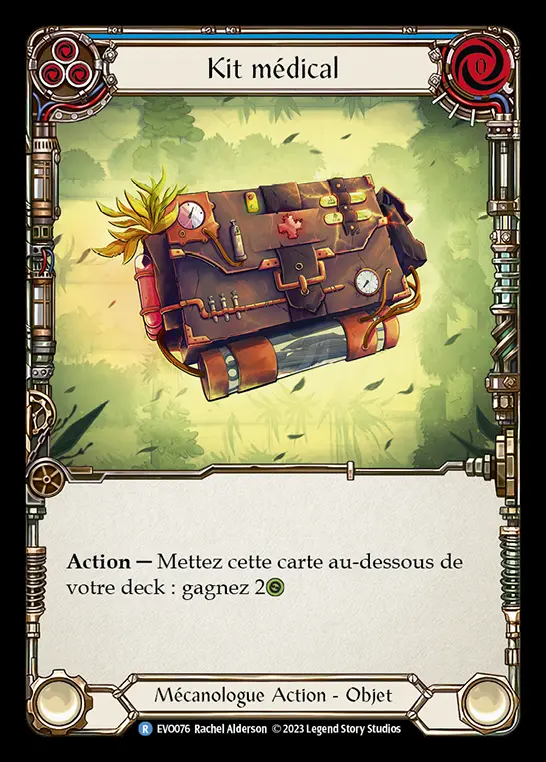 Kit médical
0
Action — Mettez cette carte au-dessous de
votre deck : gagnez 2
Mécanologue Action - Objet
R EVO076 Rachel Alderson ©2023 Legend Story Studios